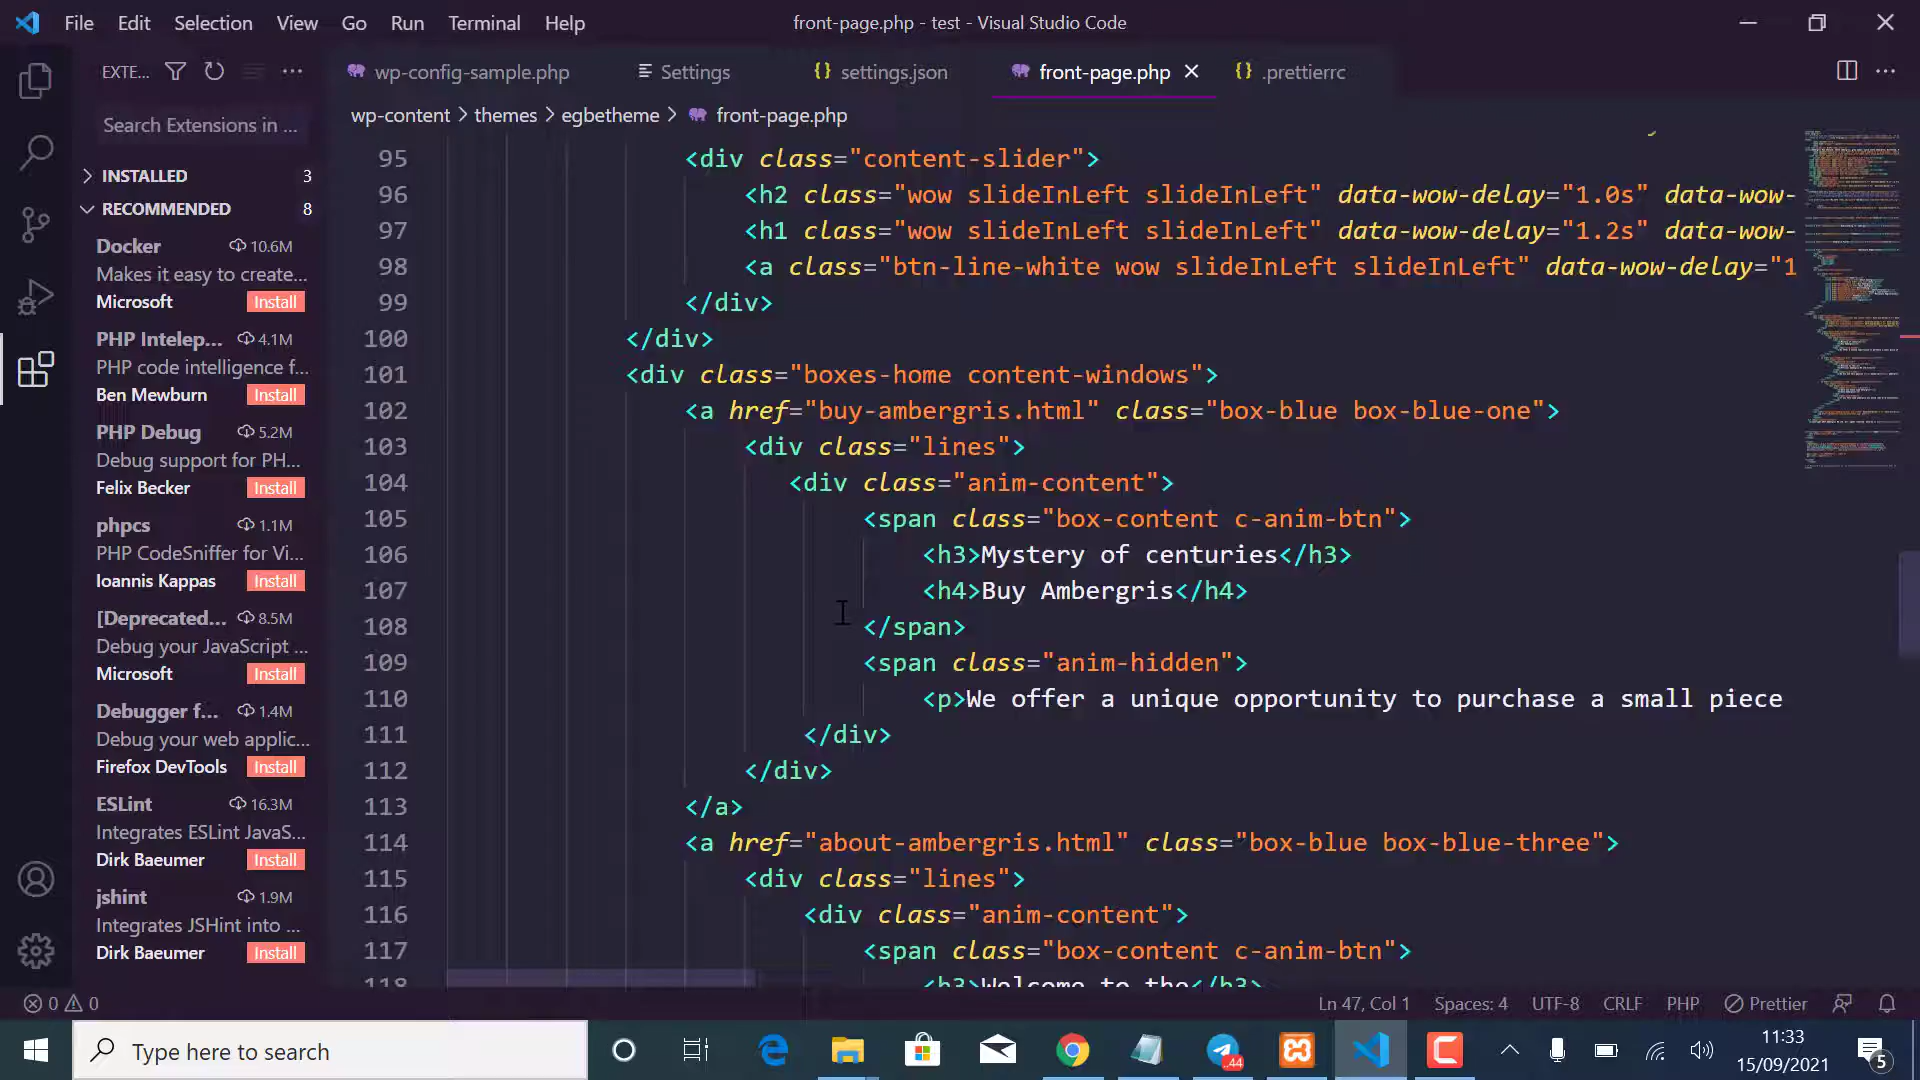 File Edit Selection View Go Run Terminal Help
front-page.php - test - Visual Studio Code
EXTE...
wp-config-sample.php
Settings
settings.json
front-page.php
.prettierrc
Search Extensions in ...
wp-content > themes > egbetheme > front-page.php
INSTALLED 3
RECOMMENDED 8
Docker 10.6M
Makes it easy to create...
Microsoft Install
PHP Intelep... 4.1M
PHP code intelligence f...
Ben Mewburn Install
PHP Debug 5.2M
Debug support for PH...
Felix Becker Install
phpcs 1.1M
PHP CodeSniffer for Vi...
Ioannis Kappas Install
[Deprecated... 8.5M
Debug your JavaScript ...
Microsoft Install
Debugger f... 1.4M
Debug your web applic...
Firefox DevTools Install
ESLint 16.3M
Integrates ESLint JavaS...
Dirk Baeumer Install
jshint 1.9M
Integrates JSHint into ...
Dirk Baeumer Install
95 <div class="content-slider">
96 <h2 class="wow slideInLeft slideInLeft" data-wow-delay="1.0s" data-wow-
97 <h1 class="wow slideInLeft slideInLeft" data-wow-delay="1.2s" data-wow-
98 <a class="btn-line-white wow slideInLeft slideInLeft" data-wow-delay="1
99 </div>
100 </div>
101 <div class="boxes-home content-windows">
102 <a href="buy-ambergris.html" class="box-blue box-blue-one">
103 <div class="lines">
104 <div class="anim-content">
105 <span class="box-content c-anim-btn">
106 <h3>Mystery of centuries</h3>
107 <h4>Buy Ambergris</h4>
108 </span>
109 <span class="anim-hidden">
110 <p>We offer a unique opportunity to purchase a small piece
111 </div>
112 </div>
113 </a>
114 <a href="about-ambergris.html" class="box-blue box-blue-three">
115 <div class="lines">
116 <div class="anim-content">
117 <span class="box-content c-anim-btn">
118 <h3>Welcome to the</h3>
0 0
Ln 47, Col 1 Spaces: 4 UTF-8 CRLF PHP Prettier
Type here to search
44
11:33
15/09/2021
5